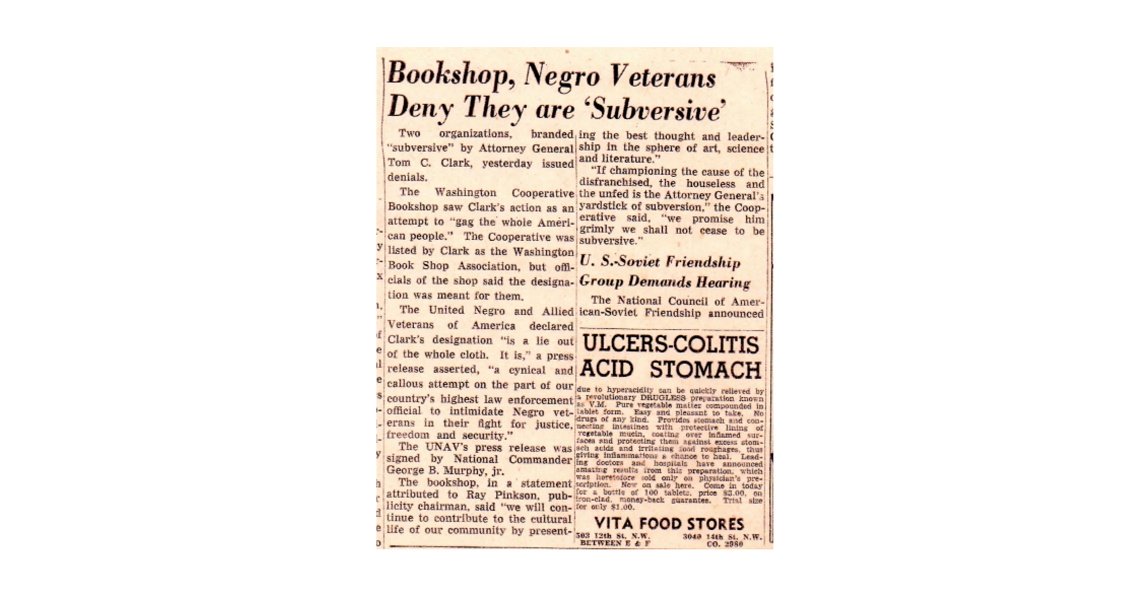 Bookshop, Negro Veterans
Deny They are 'Subversive'
Two organizations, branded
"subversive" by Attorney General
Tom C. Clark, yesterday issued
denials.
The Washington Cooperative
Bookshop saw Clark's action as an
attempt to "gag the whole Ameri-
can people." The Cooperative was
listed by Clark as the Washington
Book Shop Association, but offi-
cials of the shop said the designa-
tion was meant for them.
The United Negro and Allied
Veterans of America declared
Clark's designation "is a lie out
of the whole cloth. It is," a press
release asserted, "a cynical and
callous attempt on the part of our
country's highest law enforcement
official to intimidate Negro vet-
erans in their fight for justice,
freedom and security."
The UNAV's press release was
signed by National Commander
George B. Murphy, jr.
The bookshop, in a statement
attributed to Ray Pinkson, pub-
licity chairman, said "we will con-
tinue to contribute to the cultural
life of our community by present-
ing the best thought and leader-
ship in the sphere of art, science
and literature."
"If championing the cause of the
disfranchised, the houseless and
the unfed is the Attorney General's
yardstick of subversion," the Coop-
erative said, "we promise him
grimly we shall not cease to be
subversive."
U. S.-Soviet Friendship
Group Demands Hearing
The National Council of Amer-
ican-Soviet Friendship announced
ULCERS-COLITIS
ACID STOMACH
due to hyperacidity can be quickly relieved by
a revolutionary DRUGLESS preparation known
as V.M. Pure vegetable matter compounded in
tablet form. Easy and pleasant to take. No
drugs of any kind. Provides stomach and con-
necting intestines with protective lining of
vegetable mucin, coating over inflamed sur-
faces and protecting them against excess stom-
ach acids and irritating food roughages, thus
giving inflammations a chance to heal. Lead-
ing doctors and hospitals have announced
amazing results from this preparation, which
was heretofore sold only on physician's pre-
scription. Now on sale here. Come in today
for a bottle of 100 tablets, price $3.00, on
iron-clad, money-back guarantee. Trial size
for only $1.00.
VITA FOOD STORES
503 12th St., N.W. 3040 14th St., N.W.
BETWEEN E & F CO. 2980